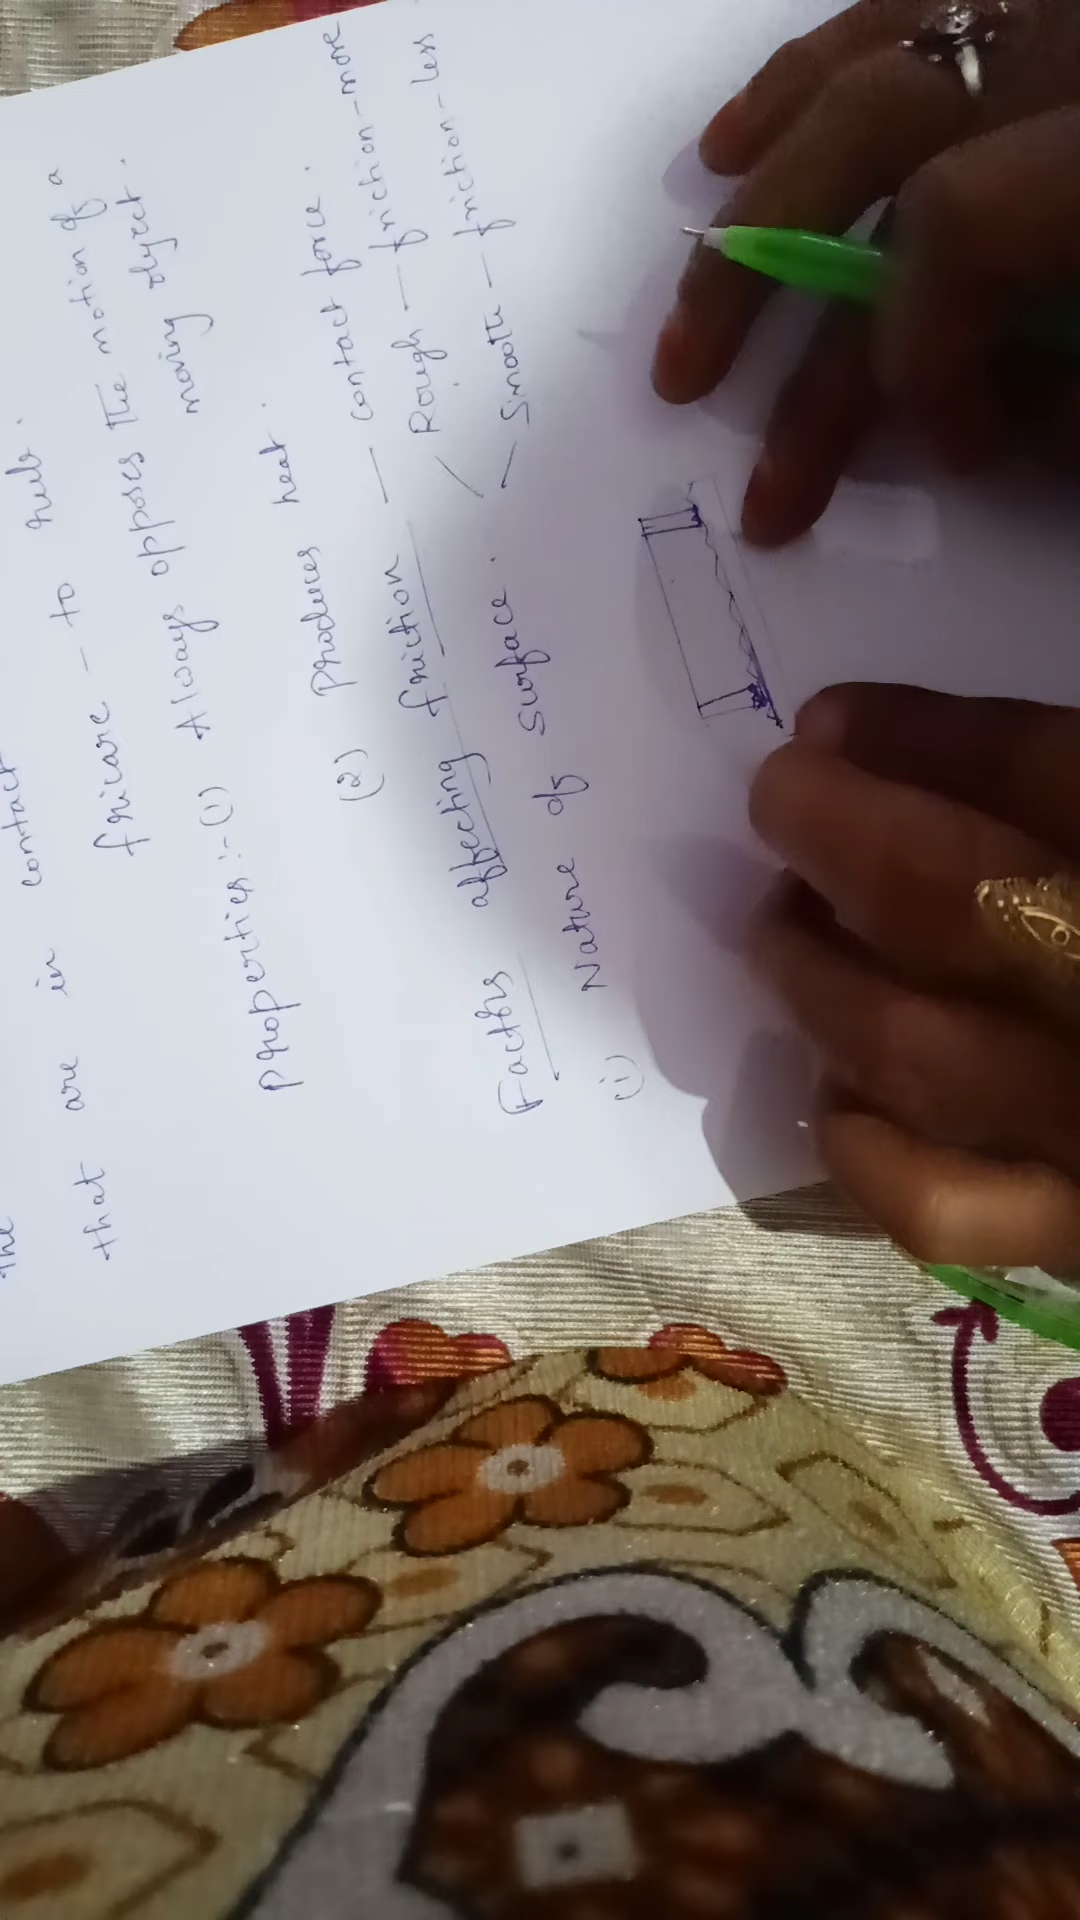 the
that are in contact
fricare - to rub.
Properties:- (1) Always opposes the motion of a
moving object.
(2) produces heat.
Factors affecting friction - contact force.
(i) Nature of surface. Rough - friction - more
Smooth - friction - less